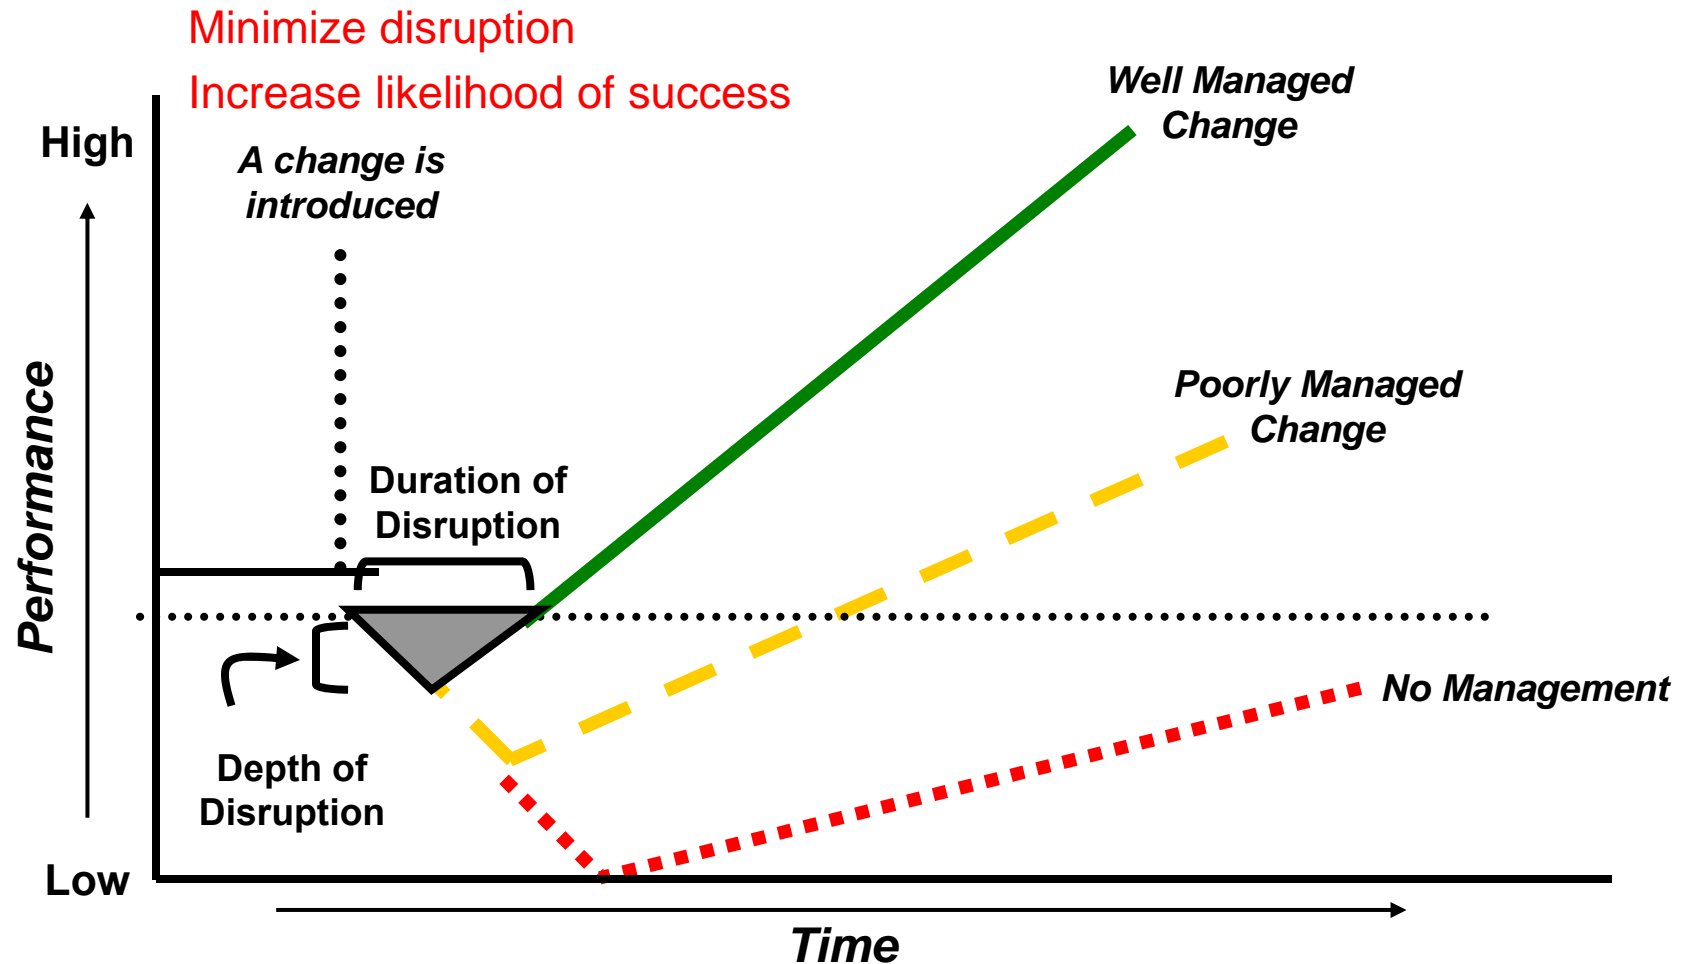 Minimize disruption
Increase likelihood of success
Well Managed
Change
High
A change is
introduced
Performance
Poorly Managed
Change
Duration of
Disruption
No Management
Depth of
Disruption
Low
Time